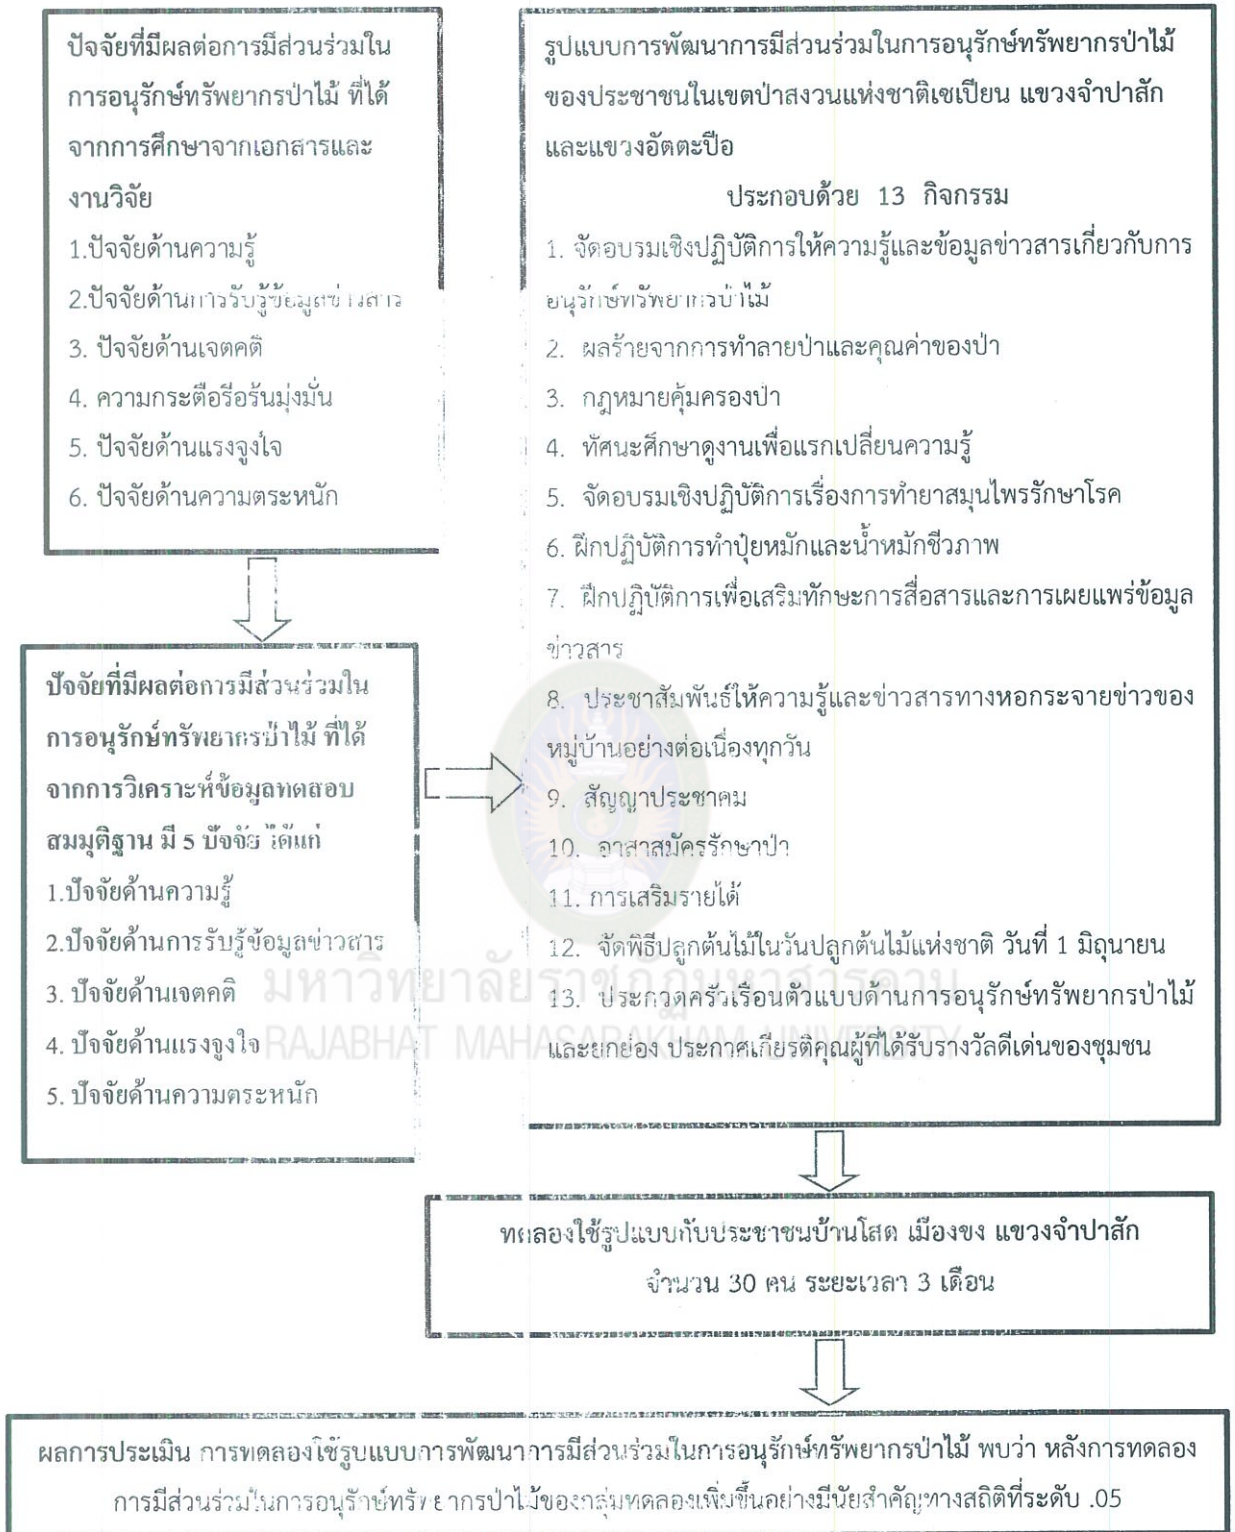 ปัจจัยที่มีผลต่อการมีส่วนร่วมใน
การอนุรักษ์ทรัพยากรป่าไม้ ที่ได้
จากการศึกษาจากเอกสารและ
งานวิจัย
1.ปัจจัยด้านความรู้
2.ปัจจัยด้านการรับรู้ข้อมูลข่าวสาร
3. ปัจจัยด้านเจตคติ
4. ความกระตือรือร้นมุ่งมั่น
5. ปัจจัยด้านแรงจูงใจ
6. ปัจจัยด้านความตระหนัก
ปัจจัยที่มีผลต่อการมีส่วนร่วมใน
การอนุรักษ์ทรัพยากรป่าไม้ ที่ได้
จากการวิเคราะห์ข้อมูลทดสอบ
สมมุติฐาน มี 5 ปัจจัย ได้แก่
1.ปัจจัยด้านความรู้
2.ปัจจัยด้านการรับรู้ข้อมูลข่าวสาร
3. ปัจจัยด้านเจตคติ
4. ปัจจัยด้านแรงจูงใจ
5. ปัจจัยด้านความตระหนัก
รูปแบบการพัฒนาการมีส่วนร่วมในการอนุรักษ์ทรัพยากรป่าไม้
ของประชาชนในเขตป่าสงวนแห่งชาติเซเปียน แขวงจำปาสัก
และแขวงอัตตะปือ
ประกอบด้วย 13 กิจกรรม
1. จัดอบรมเชิงปฏิบัติการให้ความรู้และข้อมูลข่าวสารเกี่ยวกับการ
อนุรักษ์ทรัพยากรป่าไม้
2. ผลร้ายจากการทำลายป่าและคุณค่าของป่า
3. กฎหมายคุ้มครองป่า
4. ทัศนะศึกษาดูงานเพื่อแรกเปลี่ยนความรู้
5. จัดอบรมเชิงปฏิบัติการเรื่องการทำยาสมุนไพรรักษาโรค
6. ฝึกปฏิบัติการทำปุ๋ยหมักและน้ำหมักชีวภาพ
7. ฝึกปฏิบัติการเพื่อเสริมทักษะการสื่อสารและการเผยแพร่ข้อมูล
ข่าวสาร
8. ประชาสัมพันธ์ให้ความรู้และข่าวสารทางหอกระจายข่าวของ
หมู่บ้านอย่างต่อเนื่องทุกวัน
9. สัญญาประชาคม
10. อาสาสมัครรักษาป่า
11. การเสริมรายได้
12. จัดพิธีปลูกต้นไม้ในวันปลูกต้นไม้แห่งชาติ วันที่ 1 มิถุนายน
13. ประกวดครัวเรือนตัวแบบด้านการอนุรักษ์ทรัพยากรป่าไม้
และยกย่อง ประกาศเกียรติคุณผู้ที่ได้รับรางวัลดีเด่นของชุมชน
มหาวิทยาลัยราชภัฏมหาสารคาม
RAJABHAT MAHASARAKHAM UNIVERSITY
ทดลองใช้รูปแบบกับประชาชนบ้านโสด เมืองขง แขวงจำปาสัก
จำนวน 30 คน ระยะเวลา 3 เดือน
ผลการประเมิน การทดลองใช้รูปแบบการพัฒนาการมีส่วนร่วมในการอนุรักษ์ทรัพยากรป่าไม้ พบว่า หลังการทดลอง
การมีส่วนร่วมในการอนุรักษ์ทรัพยากรป่าไม้ของกลุ่มทดลองเพิ่มขึ้นอย่างมีนัยสำคัญทางสถิติที่ระดับ .05